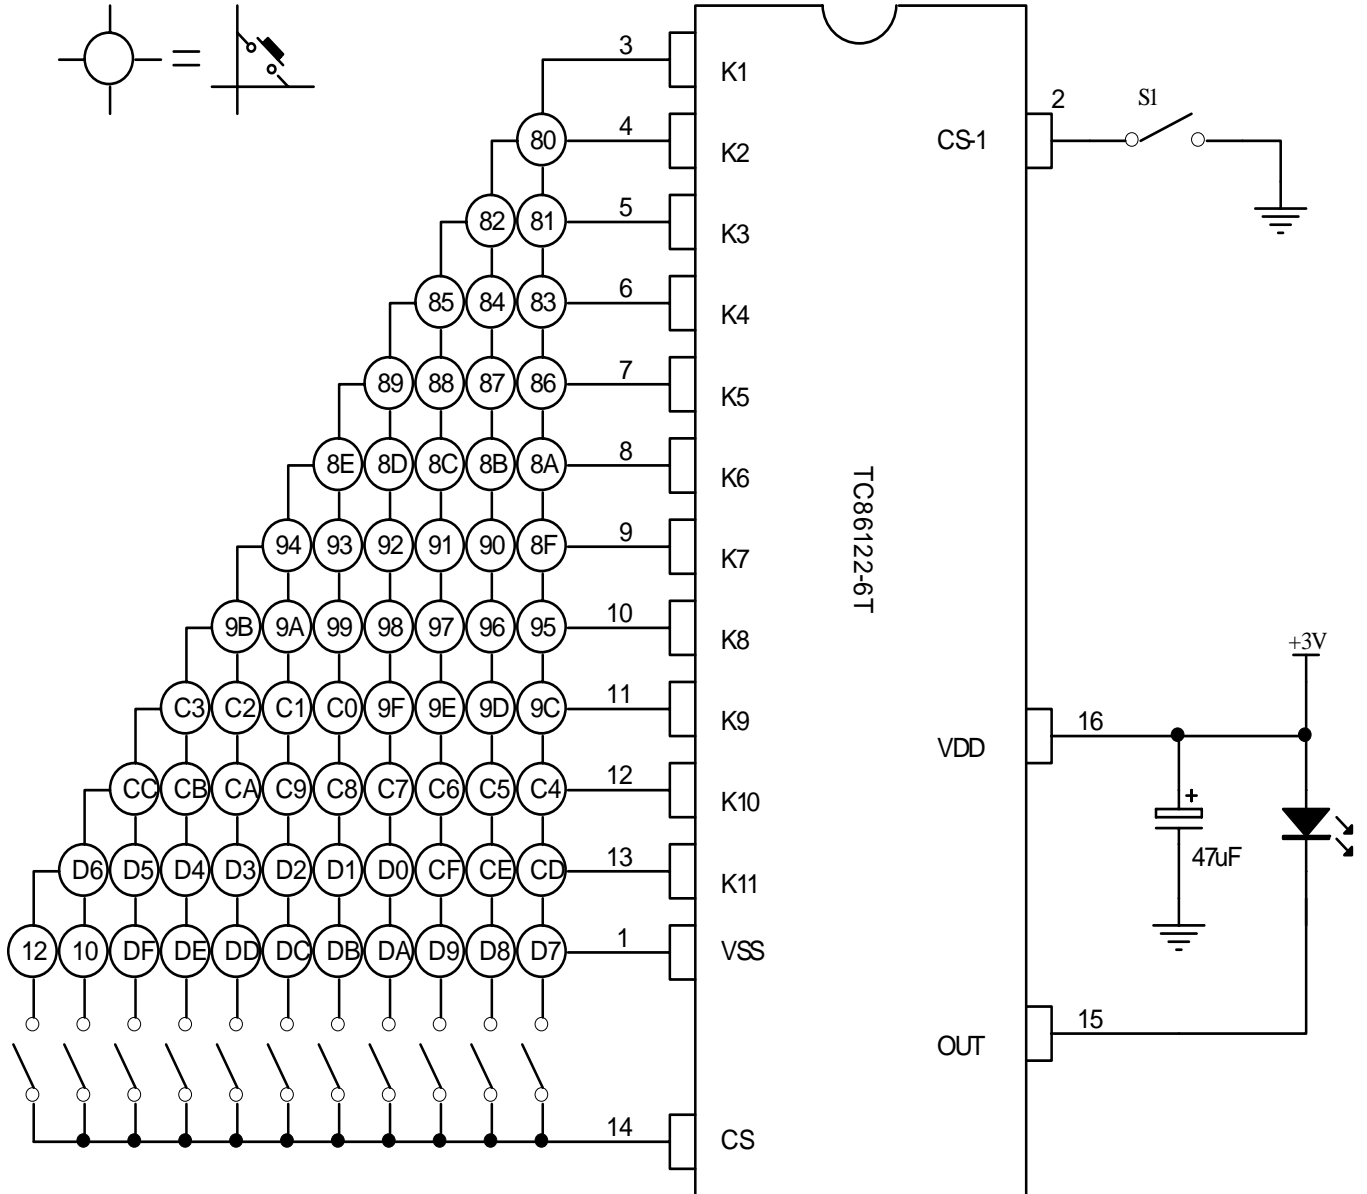 3
K1
2
S1
80
4
K2
CS-1
82 81
5
K3
85 84 83
6
K4
89 88 87 86
7
K5
8E 8D 8C 8B 8A
8
K6
TC86122-6T
94 93 92 91 90 8F
9
K7
9B 9A 99 98 97 96 95
10
K8
+3V
C3 C2 C1 C0 9F 9E 9D 9C
11
K9
VDD
16
CC CB CA C9 C8 C7 C6 C5 C4
12
K10
+
47uF
D6 D5 D4 D3 D2 D1 D0 CF CE CD
13
K11
12 10 DF DE DD DC DB DA D9 D8 D7
1
VSS
OUT
15
14
CS